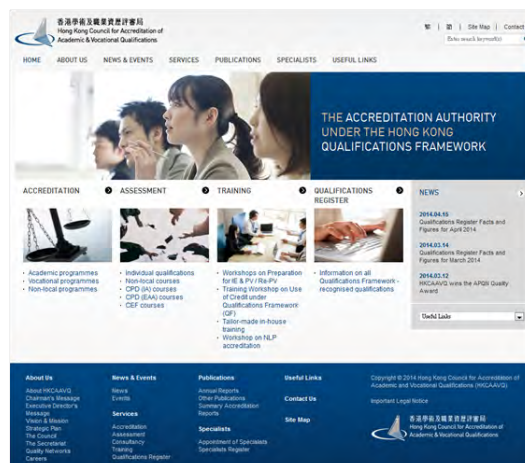 香港學術及職業資歷評審局
Hong Kong Council for Accreditation of
Academic & Vocational Qualifications
繁 | 簡 | Site Map | Contact
Enter search keyword(s)
HOME ABOUT US NEWS & EVENTS SERVICES PUBLICATIONS SPECIALISTS USEFUL LINKS
THE ACCREDITATION AUTHORITY
UNDER THE HONG KONG
QUALIFICATIONS FRAMEWORK
ACCREDITATION
Academic programmes
Vocational programmes
Non-local programmes
ASSESSMENT
Individual qualifications
Non-local courses
CPD (IA) courses
CPD (EAA) courses
CEF courses
TRAINING
Workshops on Preparation
for IE & PV / Re-PV
Training Workshop on Use
of Credit under
Qualifications Framework
(QF)
Tailor-made in-house
training
Workshop on NLP
accreditation
QUALIFICATIONS
REGISTER
Information on all
Qualifications Framework -
recognised qualifications
NEWS
2014.04.15
Qualifications Register Facts and
Figures for April 2014
2014.03.14
Qualifications Register Facts and
Figures for March 2014
2014.03.12
HKCAAVQ wins the APQN Quality
Award
Useful Links
About Us
About HKCAAVQ
Chairman's Message
Executive Director's
Message
Vision & Mission
Strategic Plan
The Council
The Secretariat
Quality Networks
Careers
News & Events
News
Events
Services
Accreditation
Assessment
Consultancy
Training
Qualifications Register
Publications
Annual Reports
Other Publications
Summary Accreditation
Reports
Specialists
Appointment of Specialists
Specialists Register
Useful Links
Contact Us
Site Map
Copyright © 2014 Hong Kong Council for Accreditation of
Academic and Vocational Qualifications (HKCAAVQ)
Important Legal Notice
香港學術及職業資歷評審局
Hong Kong Council for Accreditation of
Academic & Vocational Qualifications